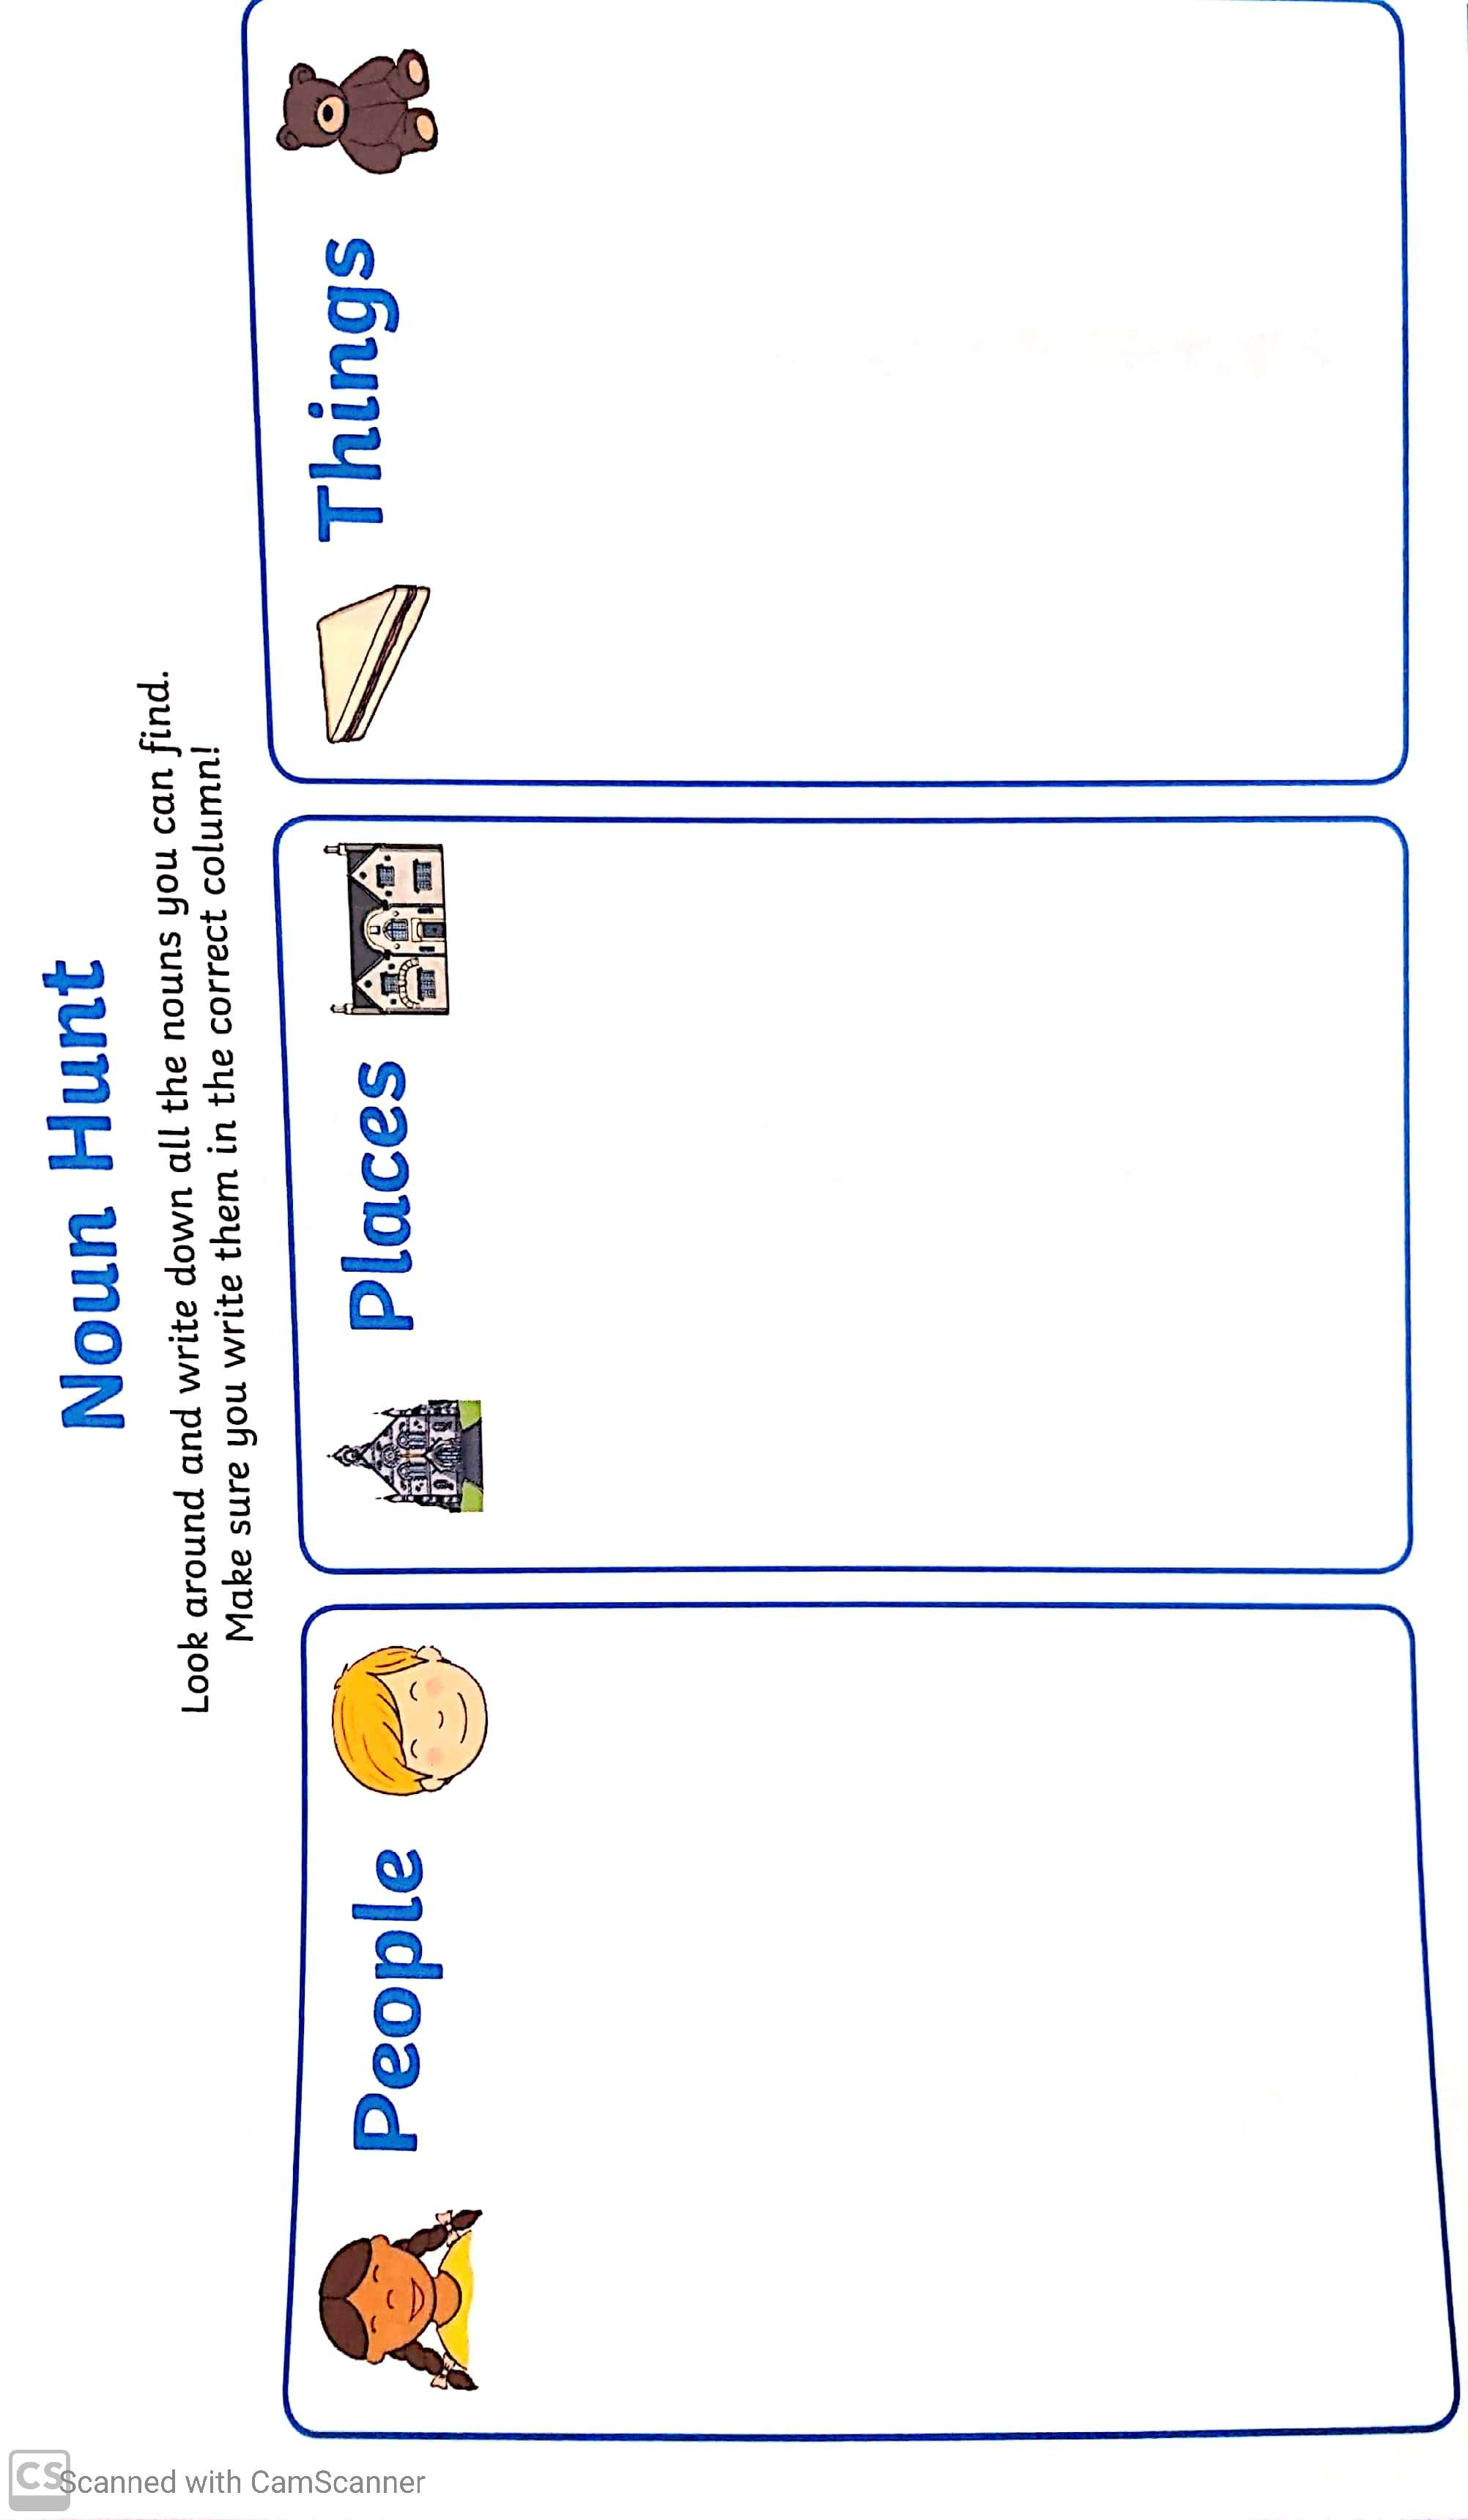 Noun Hunt
Look around and write down all the nouns you can find.
Make sure you write them in the correct column!
People
Places
Things
CS
Scanned with CamScanner